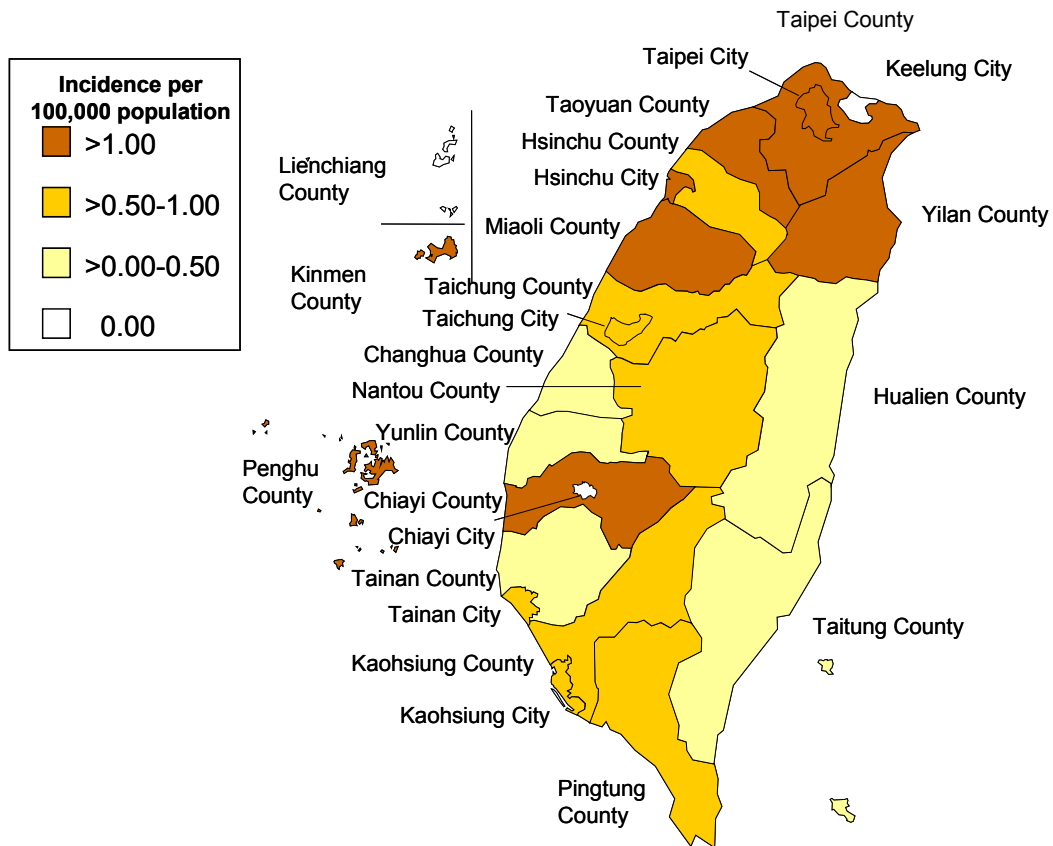 Incidence per
100,000 population
>1.00
>0.50-1.00
>0.00-0.50
0.00
Taipei County
Taipei City
Keelung City
Taoyuan County
Hsinchu County
Hsinchu City
Lienchiang
County
Yilan County
Miaoli County
Kinmen
County
Taichung County
Taichung City
Changhua County
Nantou County
Hualien County
Yunlin County
Penghu
County
Chiayi County
Chiayi City
Tainan County
Tainan City
Taitung County
Kaohsiung County
Kaohsiung City
Pingtung
County